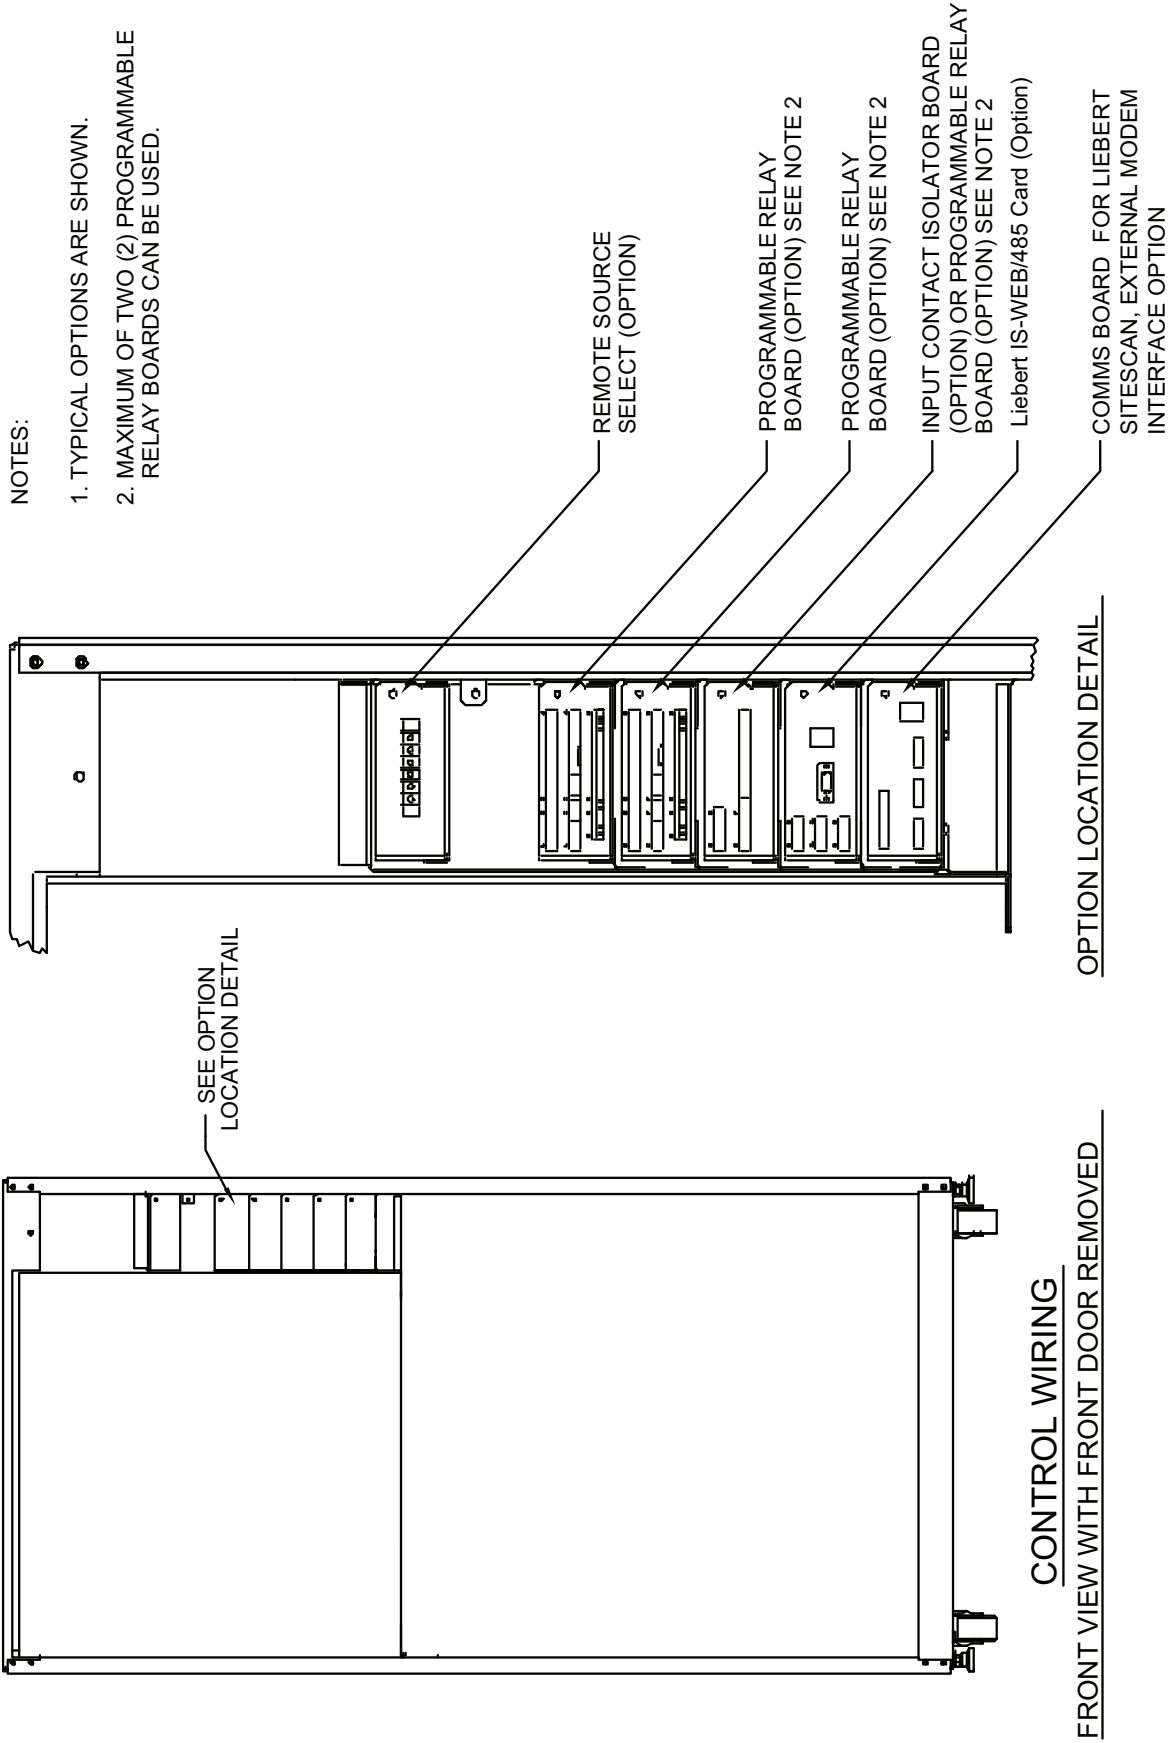 NOTES:
1. TYPICAL OPTIONS ARE SHOWN.
2. MAXIMUM OF TWO (2) PROGRAMMABLE
RELAY BOARDS CAN BE USED.
SEE OPTION
LOCATION DETAIL
REMOTE SOURCE
SELECT (OPTION)
PROGRAMMABLE RELAY
BOARD (OPTION) SEE NOTE 2
PROGRAMMABLE RELAY
BOARD (OPTION) SEE NOTE 2
INPUT CONTACT ISOLATOR BOARD
(OPTION) OR PROGRAMMABLE RELAY
BOARD (OPTION) SEE NOTE 2
Liebert IS-WEB/485 Card (Option)
COMMS BOARD FOR LIEBERT
SITESCAN, EXTERNAL MODEM
INTERFACE OPTION
OPTION LOCATION DETAIL
CONTROL WIRING
FRONT VIEW WITH FRONT DOOR REMOVED